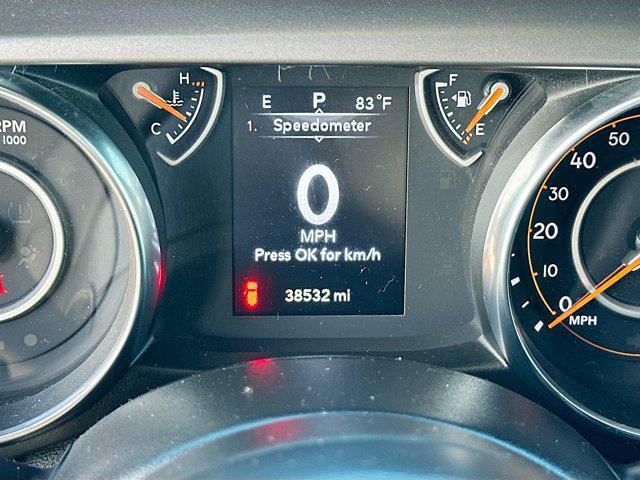 H
C
E P 83°F
1. Speedometer
0
MPH
Press OK for km/h
38532 mi
F
E
RPM
1000
50
40
30
20
10
0
MPH